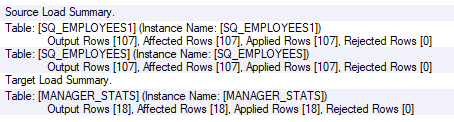 Source Load Summary.
Table: [SQ_EMPLOYEES1] (Instance Name: [SQ_EMPLOYEES1])
Output Rows [107], Affected Rows [107], Applied Rows [107], Rejected Rows [0]
Table: [SQ_EMPLOYEES] (Instance Name: [SQ_EMPLOYEES])
Output Rows [107], Affected Rows [107], Applied Rows [107], Rejected Rows [0]
Target Load Summary.
Table: [MANAGER_STATS] (Instance Name: [MANAGER_STATS])
Output Rows [18], Affected Rows [18], Applied Rows [18], Rejected Rows [0]